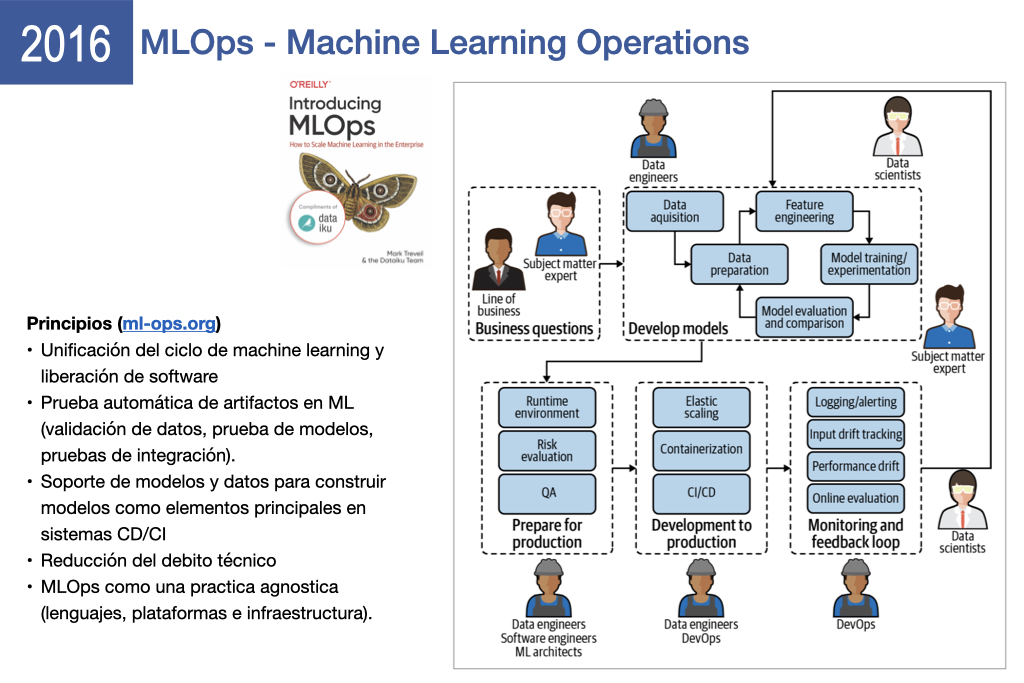 2016
MLOps - Machine Learning Operations
O'REILLY®
Introducing
MLOps
How to Scale Machine Learning in the Enterprise
Compliments of
data
iku
Mark Treveil
& the Dataiku Team
Principios (ml-ops.org)
• Unificación del ciclo de machine learning y
liberación de software
• Prueba automática de artifactos en ML
(validación de datos, prueba de modelos,
pruebas de integración).
• Soporte de modelos y datos para construir
modelos como elementos principales en
sistemas CD/CI
• Reducción del debito técnico
• MLOps como una practica agnostica
(lenguajes, plataformas e infraestructura).
Data
engineers
Data
scientists
Subject matter
expert
Line of
business
Business questions
Data
aquisition
Feature
engineering
Data
preparation
Model training/
experimentation
Model evaluation
and comparison
Develop models
Subject matter
expert
Runtime
environment
Risk
evaluation
QA
Prepare for
production
Elastic
scaling
Containerization
CI/CD
Development to
production
Logging/alerting
Input drift tracking
Performance drift
Online evaluation
Monitoring and
feedback loop
Data
scientists
Data engineers
Software engineers
ML architects
Data engineers
DevOps
DevOps